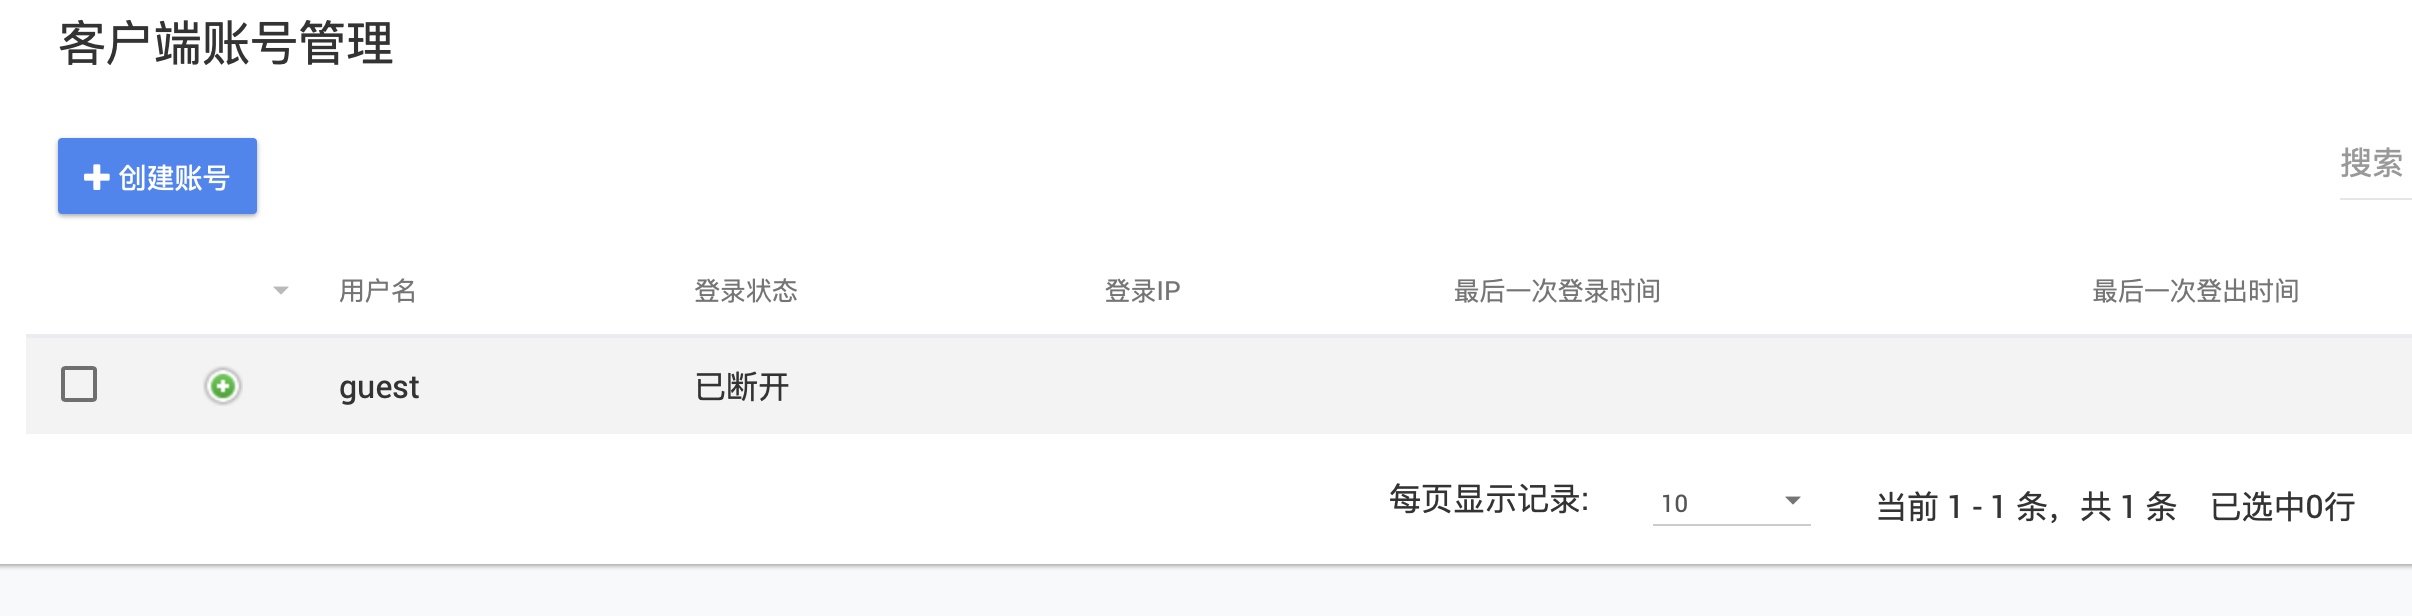 客户端账号管理
创建账号
搜索
用户名 登录状态 登录IP 最后一次登录时间 最后一次登出时间
guest 已断开
每页显示记录: 10 当前 1 - 1 条，共 1 条 已选中0行